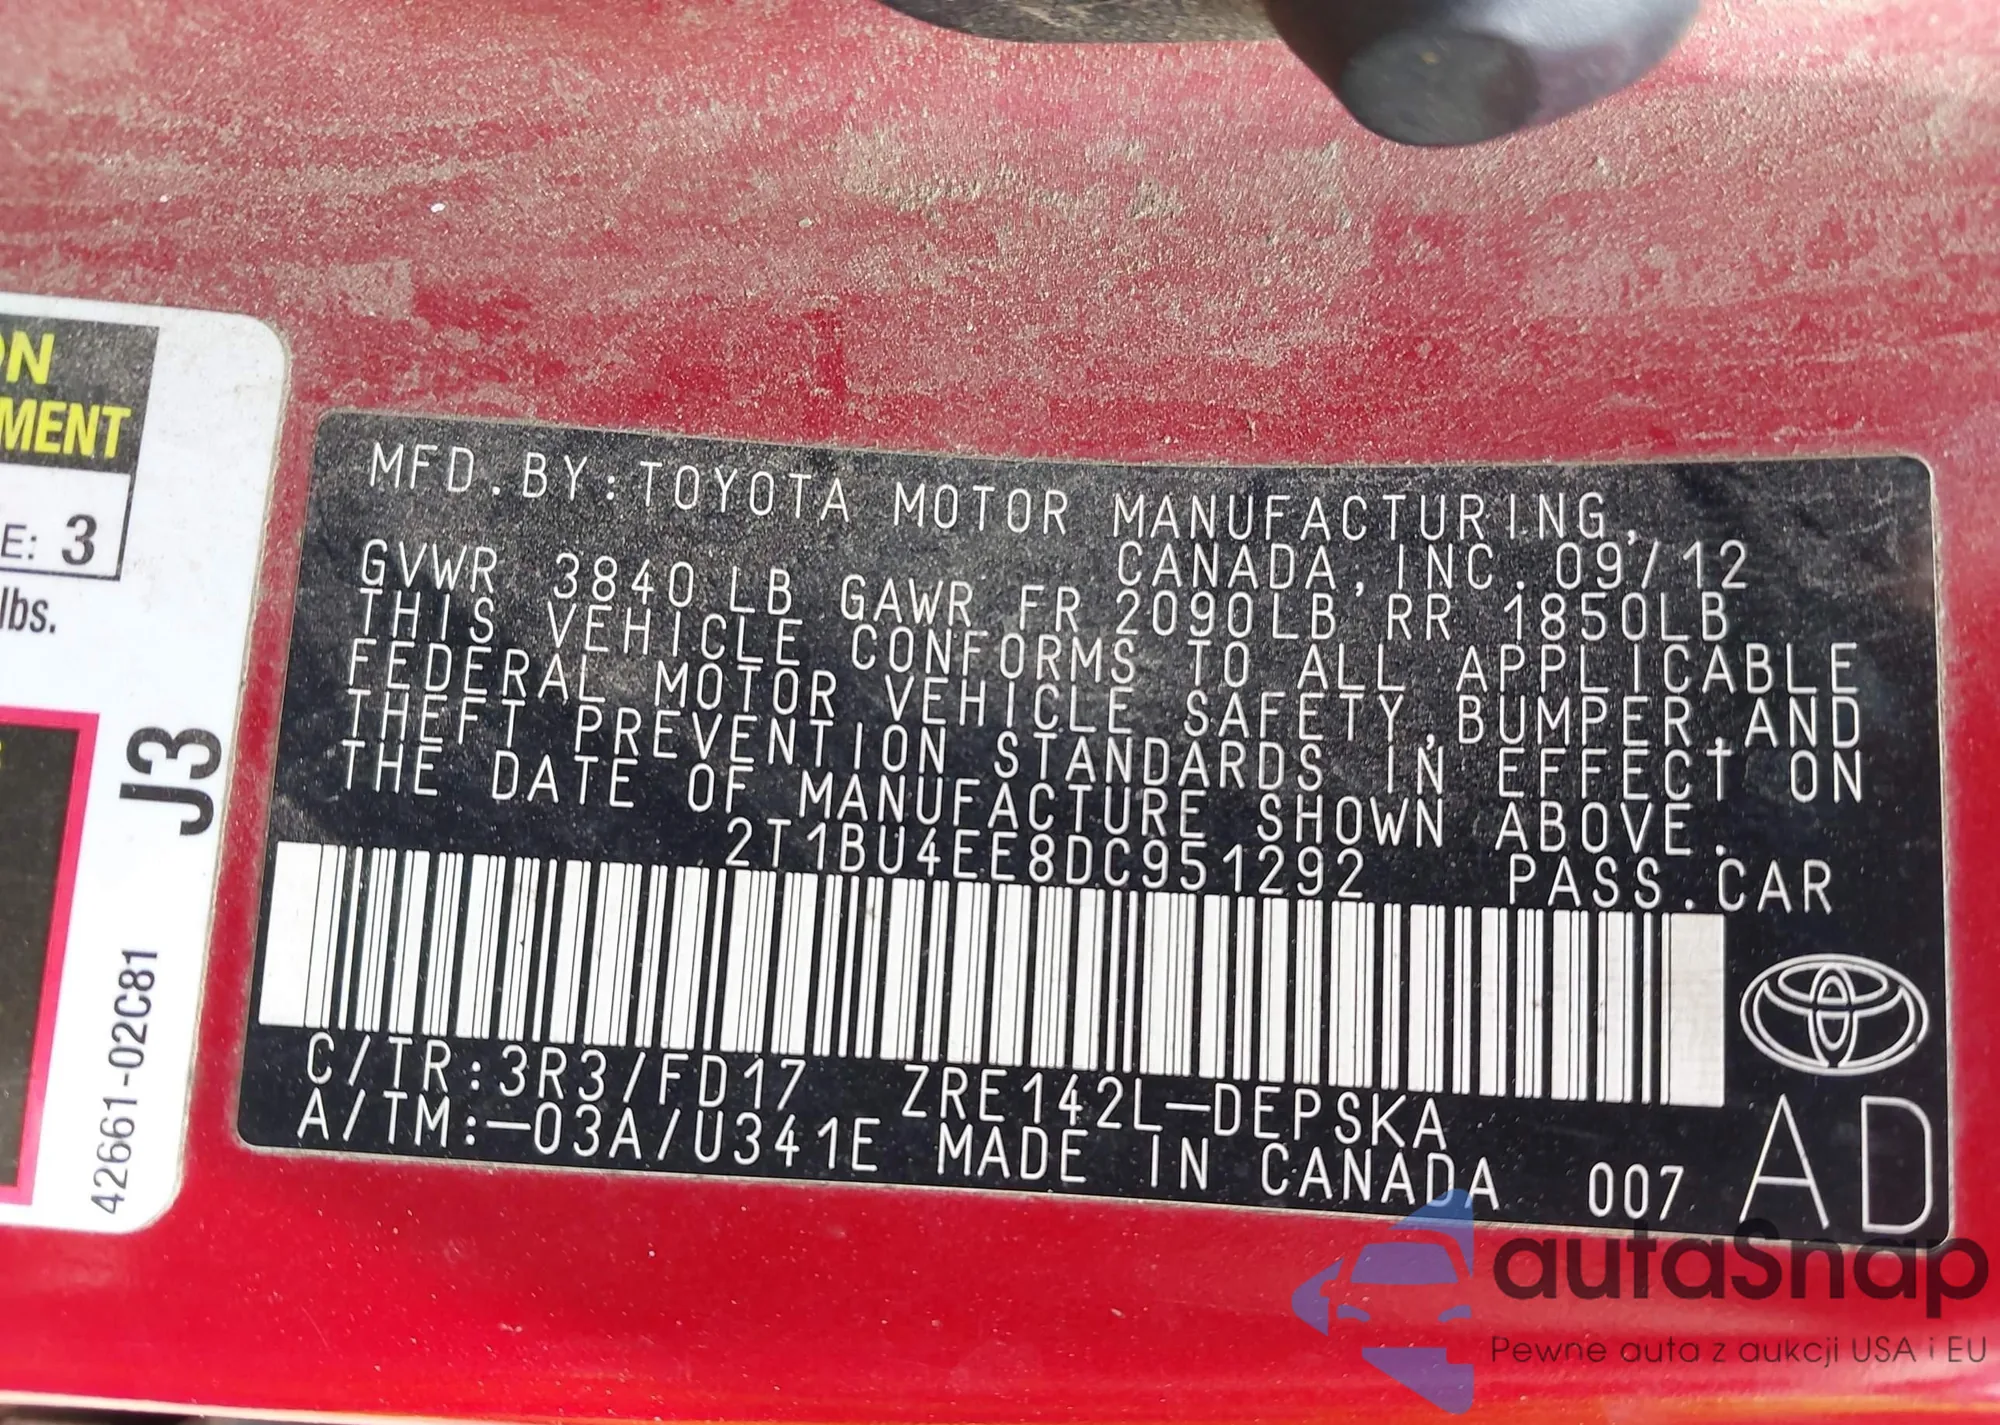 ON
MENT
E: 3
lbs.
J3
42661-02C81
MFD. BY: TOYOTA MOTOR MANUFACTURING,
CANADA, INC. 09/12
GVWR 3840 LB GAWR FR 2090LB RR 1850LB
THIS VEHICLE CONFORMS TO ALL APPLICABLE
FEDERAL MOTOR VEHICLE SAFETY, BUMPER, AND
THEFT PREVENTION STANDARDS IN EFFECT ON
THE DATE OF MANUFACTURE SHOWN ABOVE.
2T1BU4EE8DC951292 PASS. CAR
C/TR: 3R3/FD17 ZRE142L-DEPSKA
A/TM: -03A/U341E MADE IN CANADA 007 AD
autaSnap
Pewne auta z aukcji USA i EU